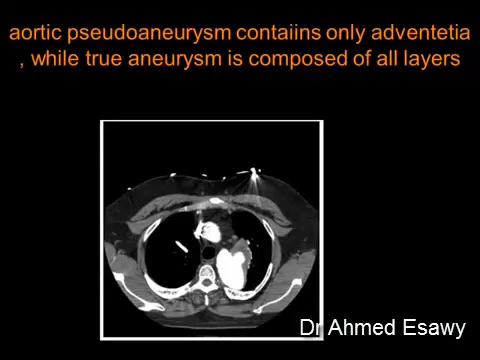 aortic pseudoaneurysm contaiins only adventetia
, while true aneurysm is composed of all layers
Dr Ahmed Esawy